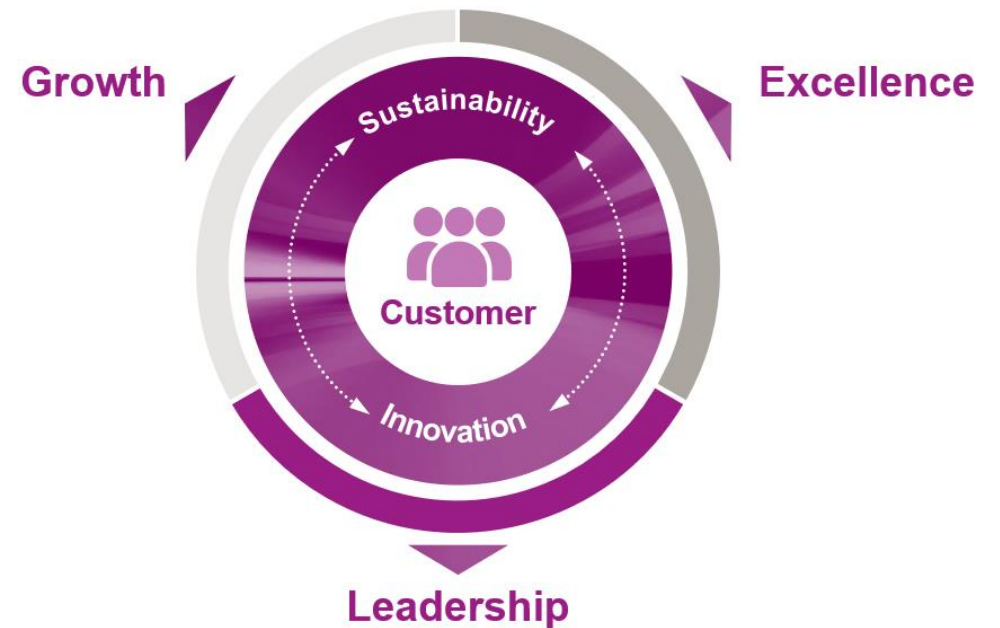 Growth
Excellence
Sustainability
Customer
Innovation
Leadership